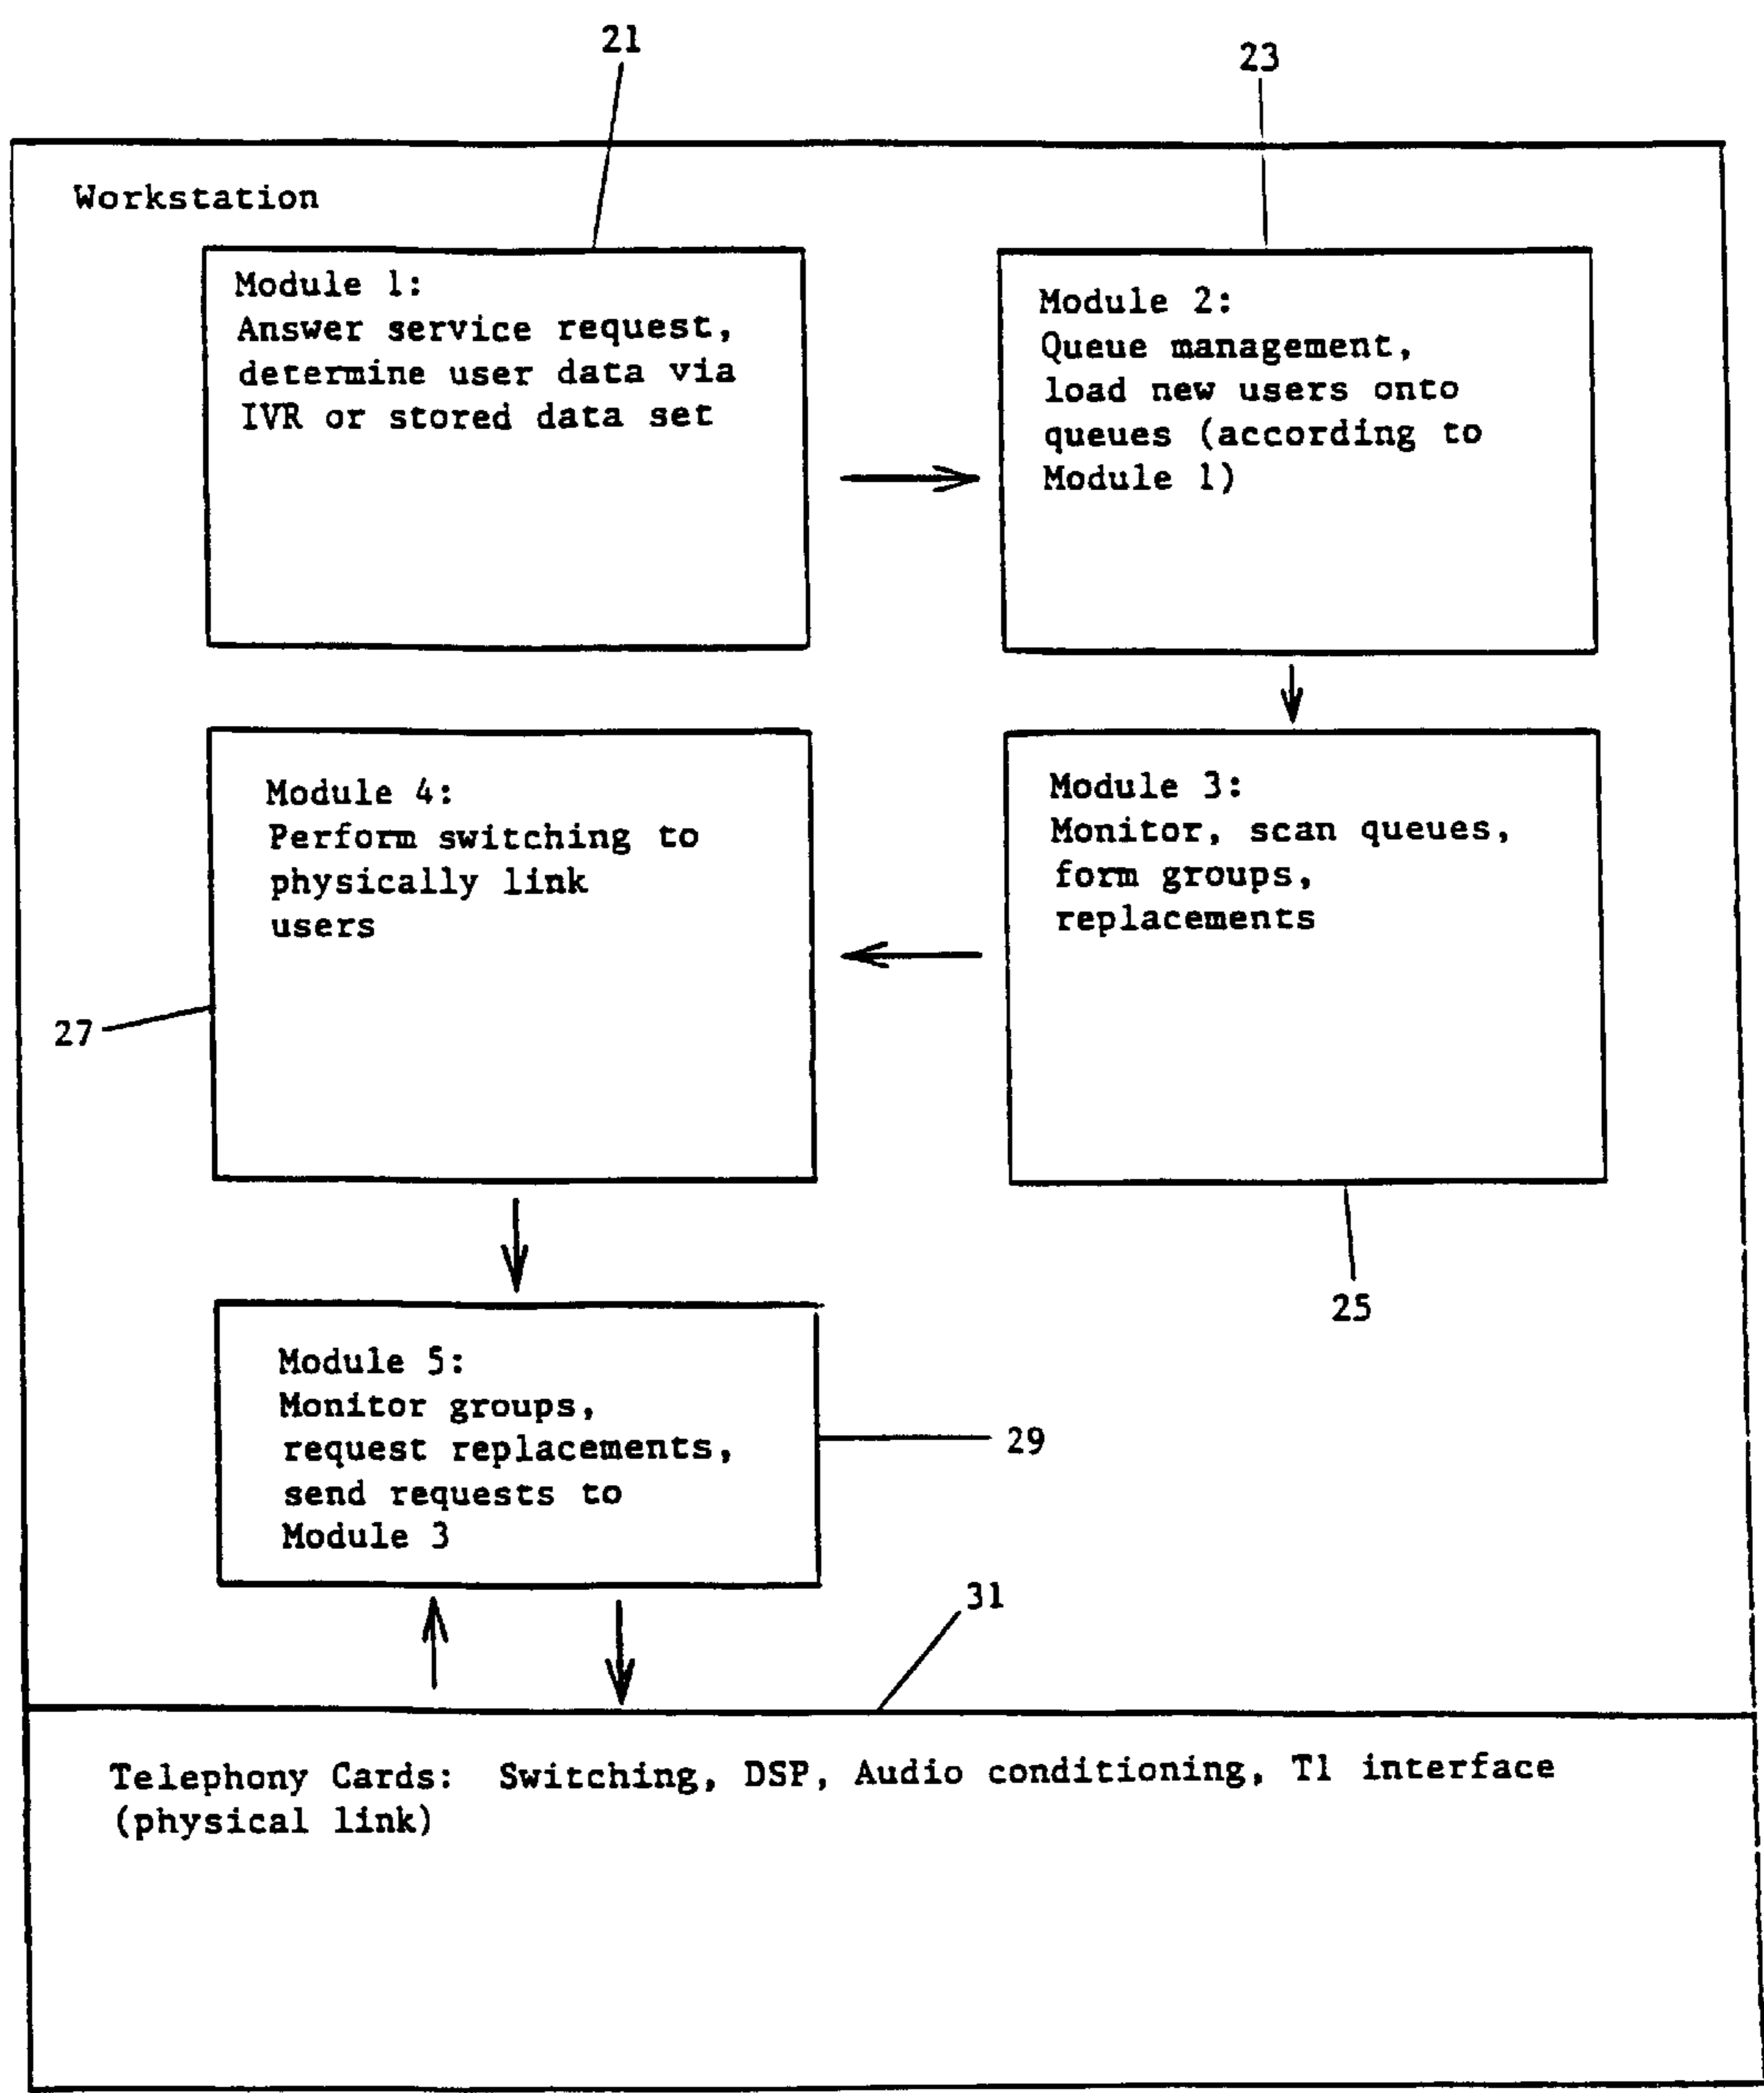 21
23
Workstation
Module 1:
Answer service request,
determine user data via
IVR or stored data set
Module 2:
Queue management,
load new users onto
queues (according to
Module 1)
Module 4:
Perform switching to
physically link
users
Module 3:
Monitor, scan queues,
form groups,
replacements
27
25
Module 5:
Monitor groups,
request replacements,
send requests to
Module 3
29
31
Telephony Cards: Switching, DSP, Audio conditioning, T1 interface
(physical link)